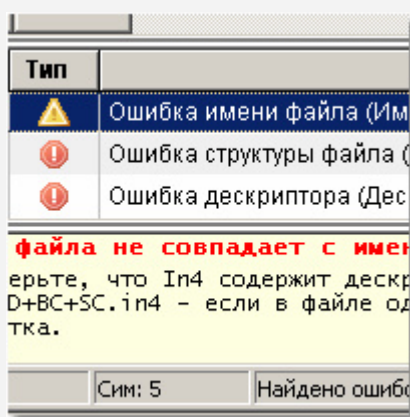 Тип
Ошибка имени файла (Им
Ошибка структуры файла (
Ошибка дескриптора (Дес
файла не совпадает с имен
ерьте, что In4 содержит дескр
D+BC+SC.in4 – если в файле од
тка.
Сим: 5
Найдено ошибо